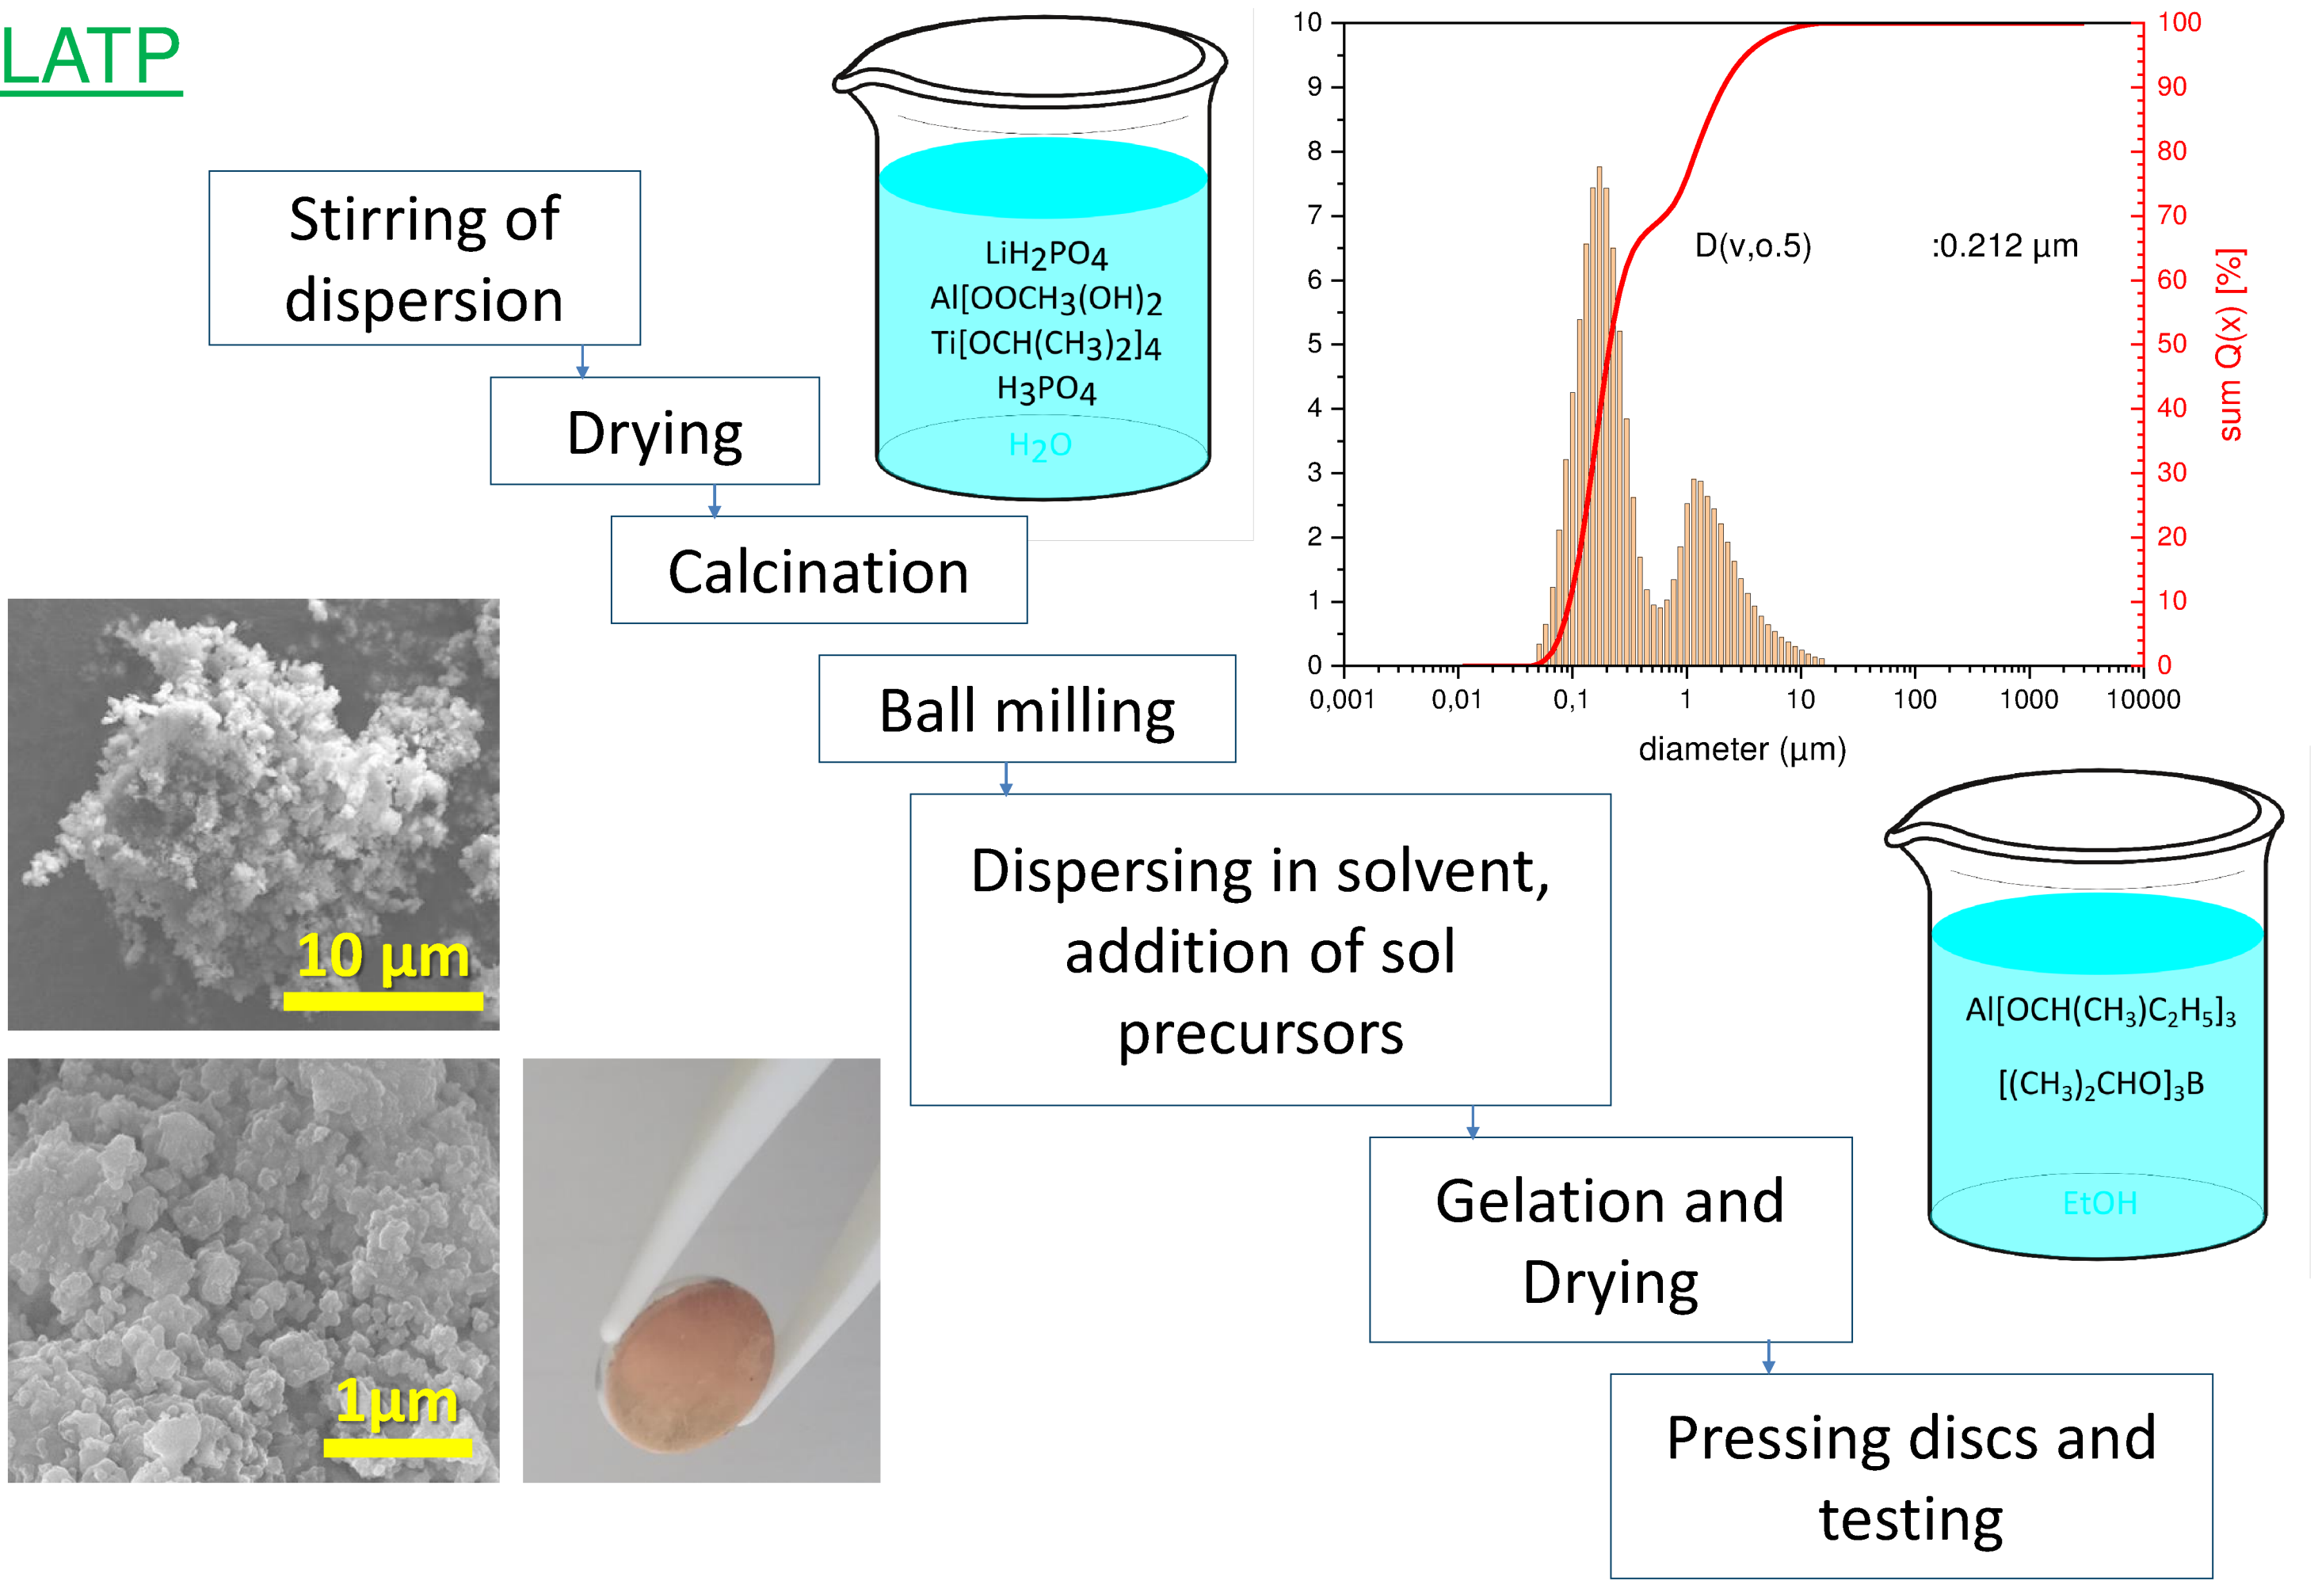 LATP
Stirring of
dispersion
Drying
Calcination
Ball milling
Dispersing in solvent,
addition of sol
precursors
Gelation and
Drying
Pressing discs and
testing
LiH2PO4
Al[OOCH3(OH)2
Ti[OCH(CH3)2]4
H3PO4
H2O
10
9
8
7
6
5
4
3
2
1
0
100
90
80
70
60
50
40
30
20
10
0
sum Q(x) [%]
D(v,o.5) :0.212 µm
0,001 0,01 0,1 1 10 100 1000 10000
diameter (µm)
Al[OCH(CH₃)C₂H₅]₃
[(CH₃)₂CHO]₃B
EtOH
10 µm
1µm